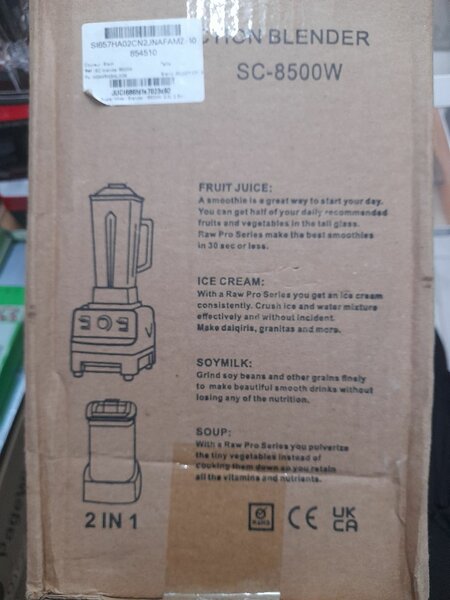 SI657HA02CN2JNAFAMZ
654510
CTION BLENDER
SC-8500W
FRUIT JUICE:
A smoothie is a great way to start your day.
You can get half of your daily recommended
fruits and vegetables in the tall glass.
Raw Pro Series make the best smoothies
in 30 sec or less.
ICE CREAM:
With a Raw Pro Series you get an ice cream
consistently. Crush ice and water mixture
effectively and without incident.
Make daiqiris, granitas and more.
SOYMILK:
Grind soy beans and other grains finely
to make beautiful smooth drinks without
losing any of the nutrition.
SOUP:
With a Raw Pro Series you pulverize
the tiny vegetables instead of
cooking them down so you retain
all the vitamins and nutrients.
2 IN 1
RoHS
CE
UK
CA